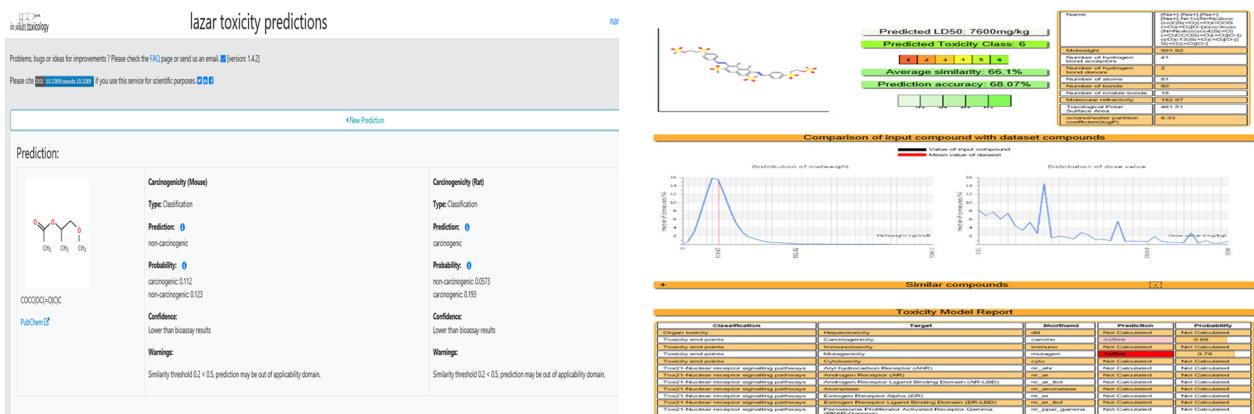 in silico toxicology
lazar toxicity predictions
Problems, bugs or ideas for improvements ? Please check the FAQ page or send us an email. [version: 1.4.2]
Please cite if you use this service for scientific purposes.
New Prediction
Prediction:
COCC(OC(=O)C)C
PubChem
Carcinogenicity (Mouse)
Type: Classification
Prediction:
non-carcinogenic
Probability:
carcinogenic: 0.112
non-carcinogenic: 0.123
Confidence:
Lower than bioassay results
Warnings:
Similarity threshold 0.2 < 0.5, prediction may be out of applicability domain.
Carcinogenicity (Rat)
Type: Classification
Prediction:
carcinogenic
Probability:
non-carcinogenic: 0.0573
carcinogenic: 0.193
Confidence:
Lower than bioassay results
Warnings:
Similarity threshold 0.2 < 0.5, prediction may be out of applicability domain.
Predicted LD50: 7600mg/kg
Predicted Toxicity Class: 6
1 2 3 4 5 6
Average similarity: 66.1%
Prediction accuracy: 68.07%
Name
Molweight 991.82
Number of hydrogen bond acceptors 41
Number of hydrogen bond donors 2
Number of atoms 81
Number of bonds 80
Number of rotable bonds 16
Molecular refractivity 182.97
Topological Polar Surface Area 461.51
octanol/water partition coefficient(logP) 8.33
Comparison of input compound with dataset compounds
Value of input compound
Mean value of dataset
Distribution of molweight
Distribution of dose value
Similar compounds
Toxicity Model Report
Classification Target Shorthand Prediction Probability
Organ toxicity Hepatotoxicity dili Not Calculated Not Calculated
Toxicity end points Carcinogenicity carcino Active 0.68
Toxicity end points Immunotoxicity immuno Not Calculated Not Calculated
Toxicity end points Mutagenicity mutagen Active 0.78
Toxicity end points Cytotoxicity cyto Not Calculated Not Calculated
Tox21-Nuclear receptor signalling pathways Aryl hydrocarbon Receptor (AhR) nr_ahr Not Calculated Not Calculated
Tox21-Nuclear receptor signalling pathways Androgen Receptor (AR) nr_ar Not Calculated Not Calculated
Tox21-Nuclear receptor signalling pathways Androgen Receptor Ligand Binding Domain (AR-LBD) nr_ar_lbd Not Calculated Not Calculated
Tox21-Nuclear receptor signalling pathways Aromatase nr_aromatase Not Calculated Not Calculated
Tox21-Nuclear receptor signalling pathways Estrogen Receptor Alpha (ER) nr_er Not Calculated Not Calculated
Tox21-Nuclear receptor signalling pathways Estrogen Receptor Ligand Binding Domain (ER-LBD) nr_er_lbd Not Calculated Not Calculated
Tox21-Nuclear receptor signalling pathways Peroxisome Proliferator Activated Receptor Gamma nr_ppar_gamma Not Calculated Not Calculated